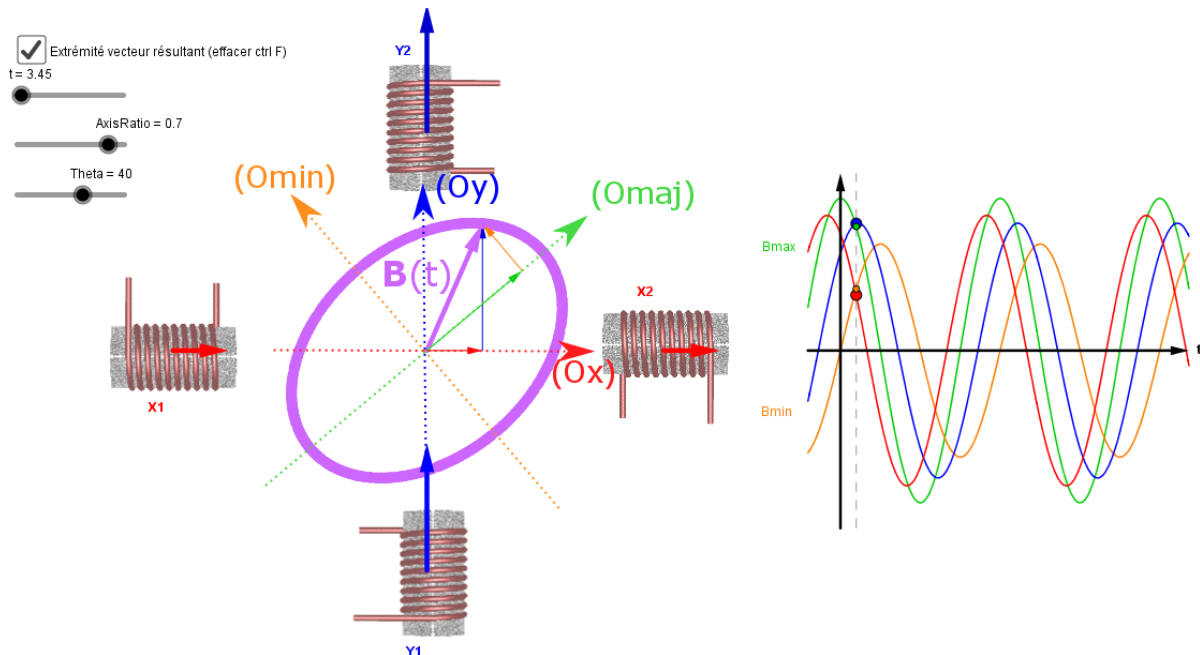 Extrémité vecteur résultant (effacer ctrl F)
t = 3.45
AxisRatio = 0.7
Theta = 40
Y2
(Omin)
(Oy)
(Omaj)
B(t)
X2
(Ox)
X1
Y1
Bmax
t
Bmin